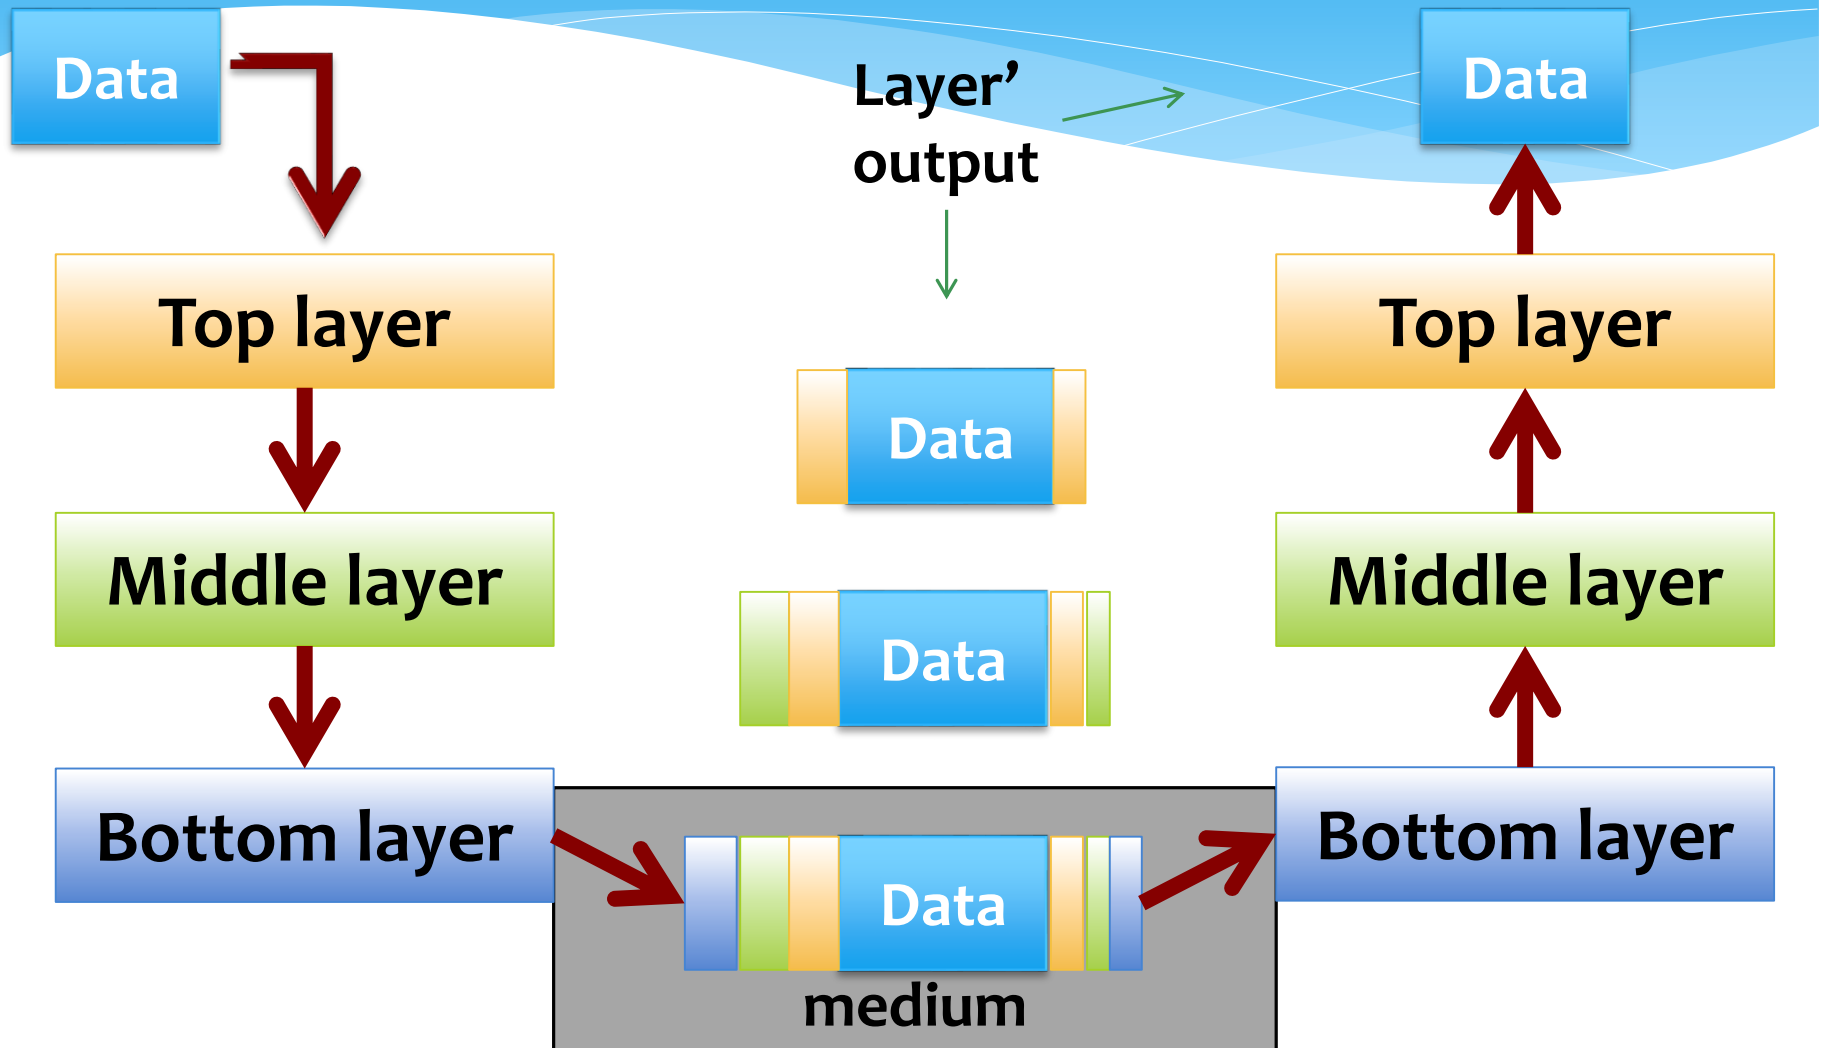 Data
Layer’
output
Data
Top layer
Top layer
Data
Middle layer
Middle layer
Data
Bottom layer
Bottom layer
Data
medium